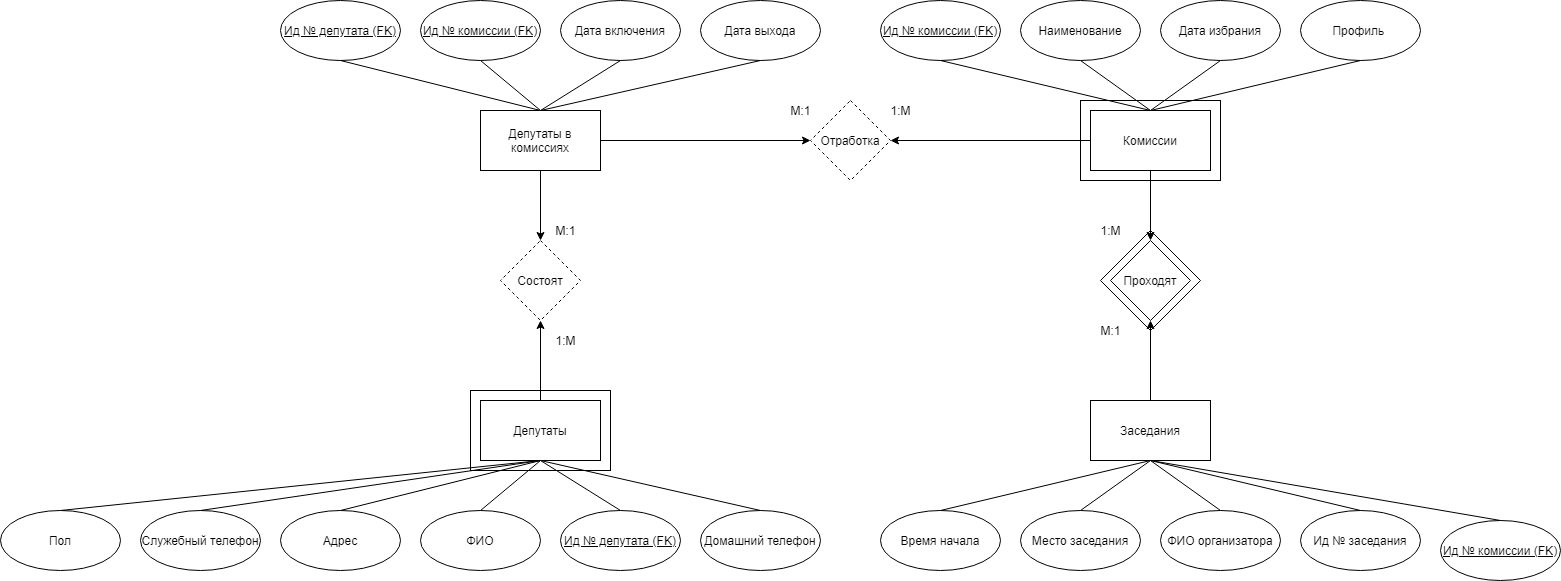 Ид № депутата (FK)
Ид № комиссии (FK)
Дата включения
Дата выхода
Ид № комиссии (FK)
Наименование
Дата избрания
Профиль
Депутаты в
комиссиях
M:1
Отработка
1:M
Комиссии
M:1
Состоят
1:M
1:M
Проходят
M:1
Депутаты
Заседания
Пол
Служебный телефон
Адрес
ФИО
Ид № депутата (FK)
Домашний телефон
Время начала
Место заседания
ФИО организатора
Ид № заседания
Ид № комиссии (FK)